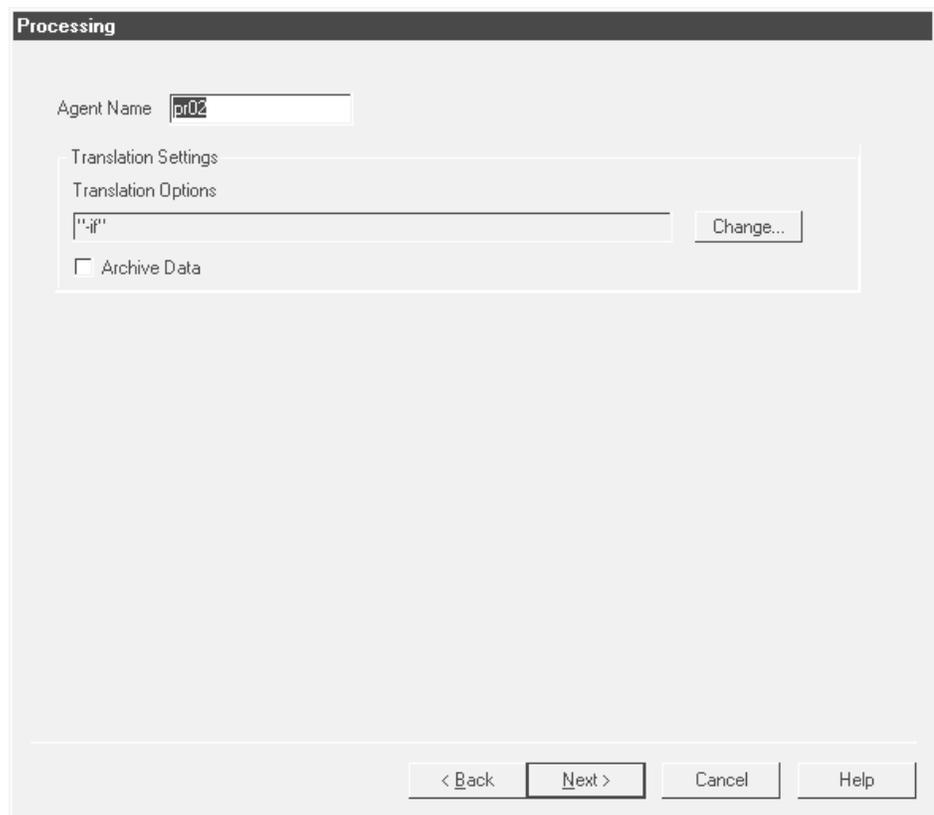 Processing
Agent Name pr02
Translation Settings
Translation Options
"-if" Change...
Archive Data
< Back Next > Cancel Help